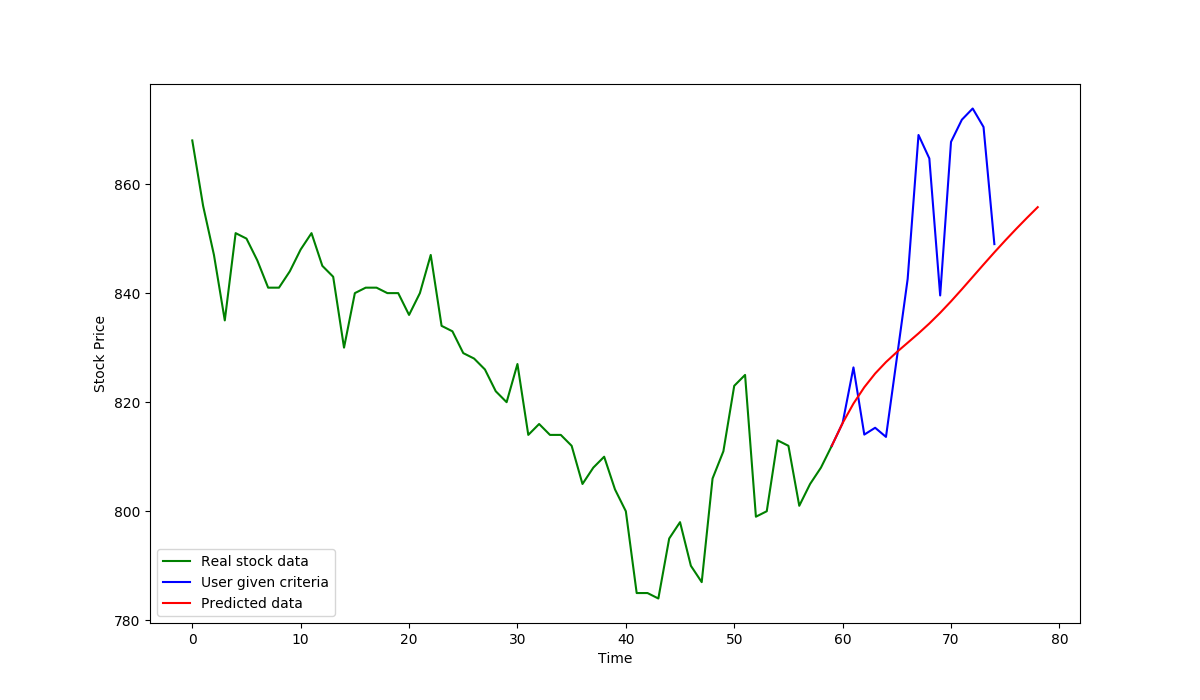 Stock Price
860
840
820
800
780
0 10 20 30 40 50 60 70 80
Time
Real stock data
User given criteria
Predicted data